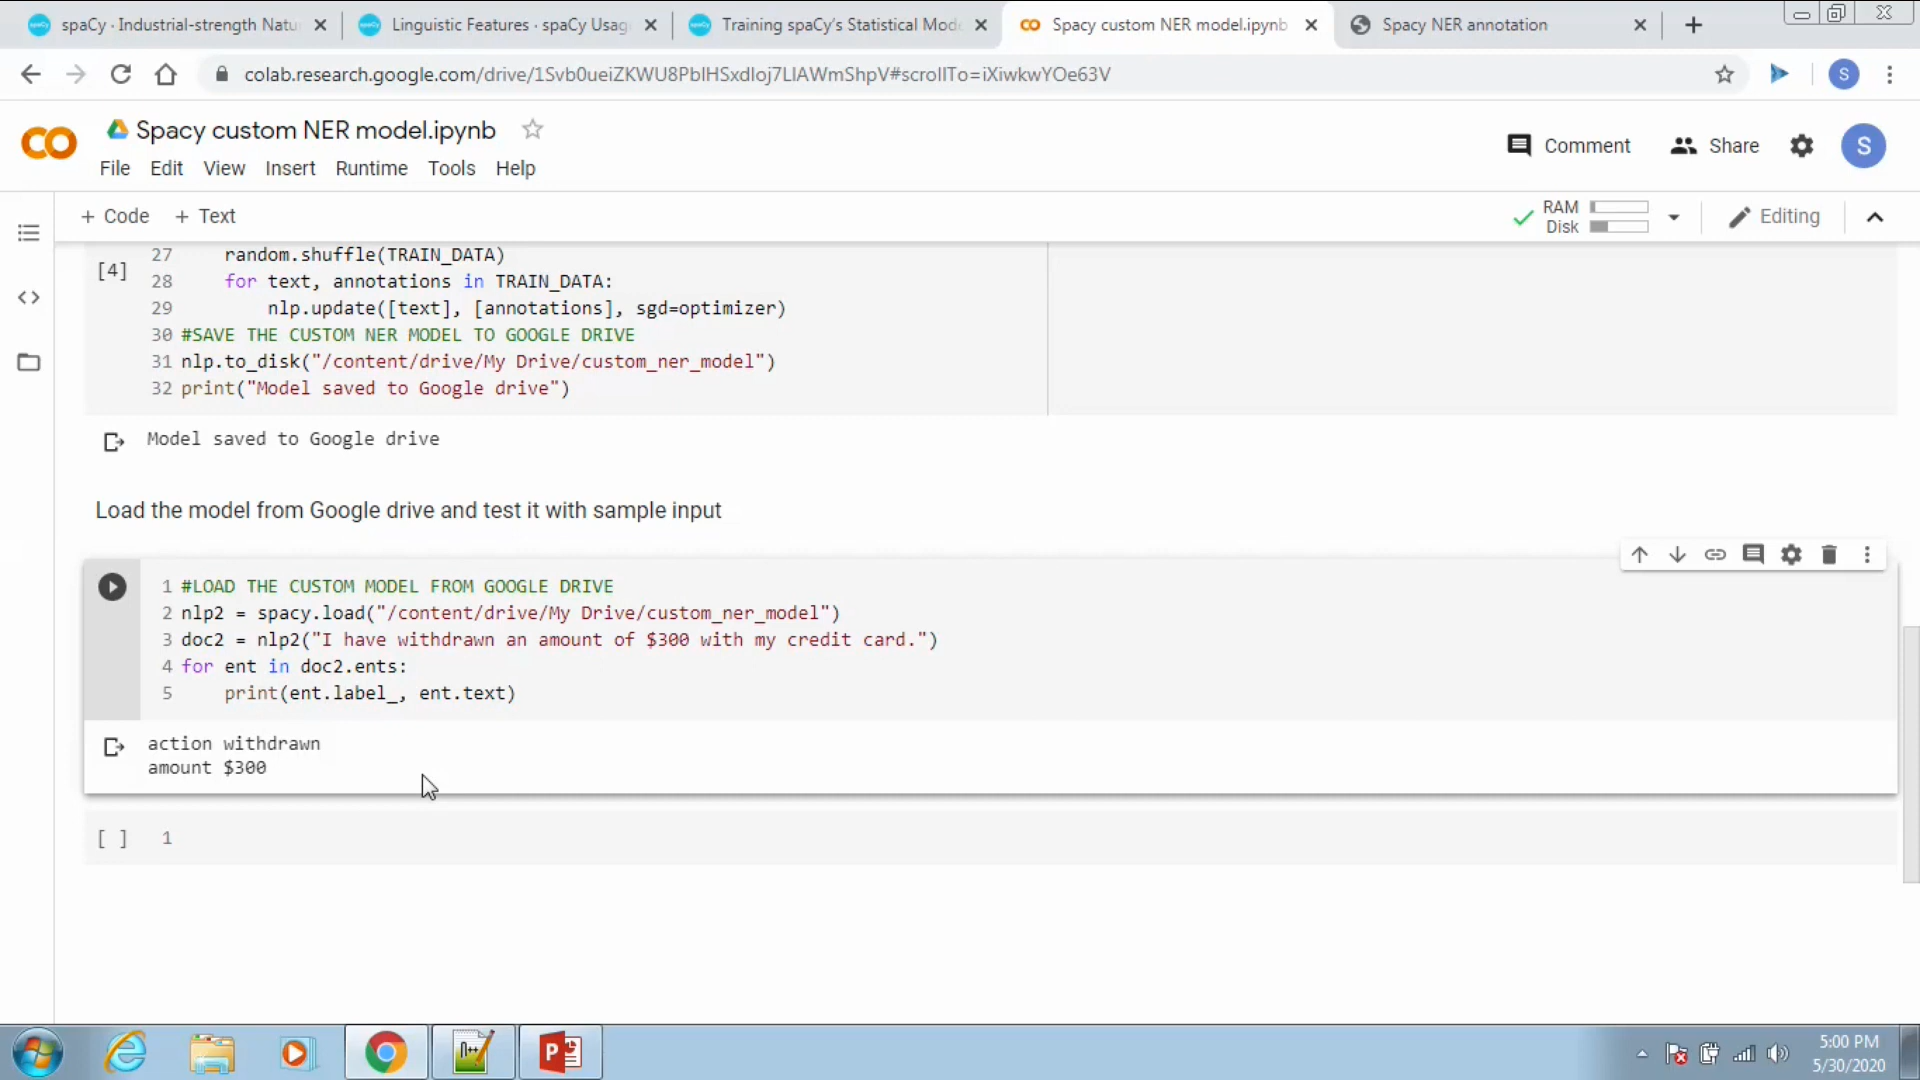 spaCy · Industrial-strength Natu
Linguistic Features · spaCy Usag
Training spaCy's Statistical Mode
Spacy custom NER model.ipynb
Spacy NER annotation
colab.research.google.com/drive/1Svb0ueiZKWU8PbIHSxdIoj7LIAWmShpV#scrollTo=iXiwkwYOe63V
S
Spacy custom NER model.ipynb
File Edit View Insert Runtime Tools Help
Comment Share S
+ Code + Text
RAM
Disk
Editing
[4]
27 random.shuffle(TRAIN_DATA)
28 for text, annotations in TRAIN_DATA:
29 nlp.update([text], [annotations], sgd=optimizer)
30 #SAVE THE CUSTOM NER MODEL TO GOOGLE DRIVE
31 nlp.to_disk("/content/drive/My Drive/custom_ner_model")
32 print("Model saved to Google drive")
Model saved to Google drive
Load the model from Google drive and test it with sample input
1 #LOAD THE CUSTOM MODEL FROM GOOGLE DRIVE
2 nlp2 = spacy.load("/content/drive/My Drive/custom_ner_model")
3 doc2 = nlp2("I have withdrawn an amount of $300 with my credit card.")
4 for ent in doc2.ents:
5 print(ent.label_, ent.text)
action withdrawn
amount $300
[ ] 1
5:00 PM
5/30/2020